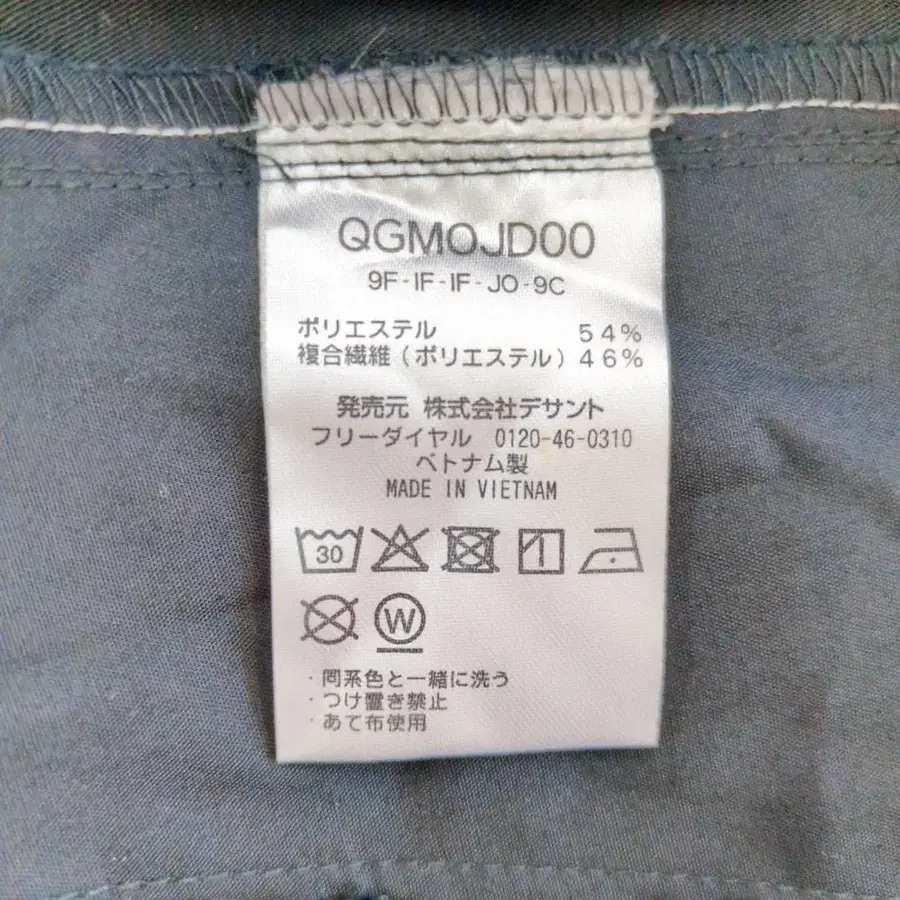 QGMOJD00
9F-IF-IF-JO-9C
ポリエステル 54%
複合繊維(ポリエステル)46%
発売元 株式会社デサント
フリーダイヤル 0120-46-0310
ベトナム製
MADE IN VIETNAM
30
W
・同系色と一緒に洗う
・つけ置き禁止
・あて布使用